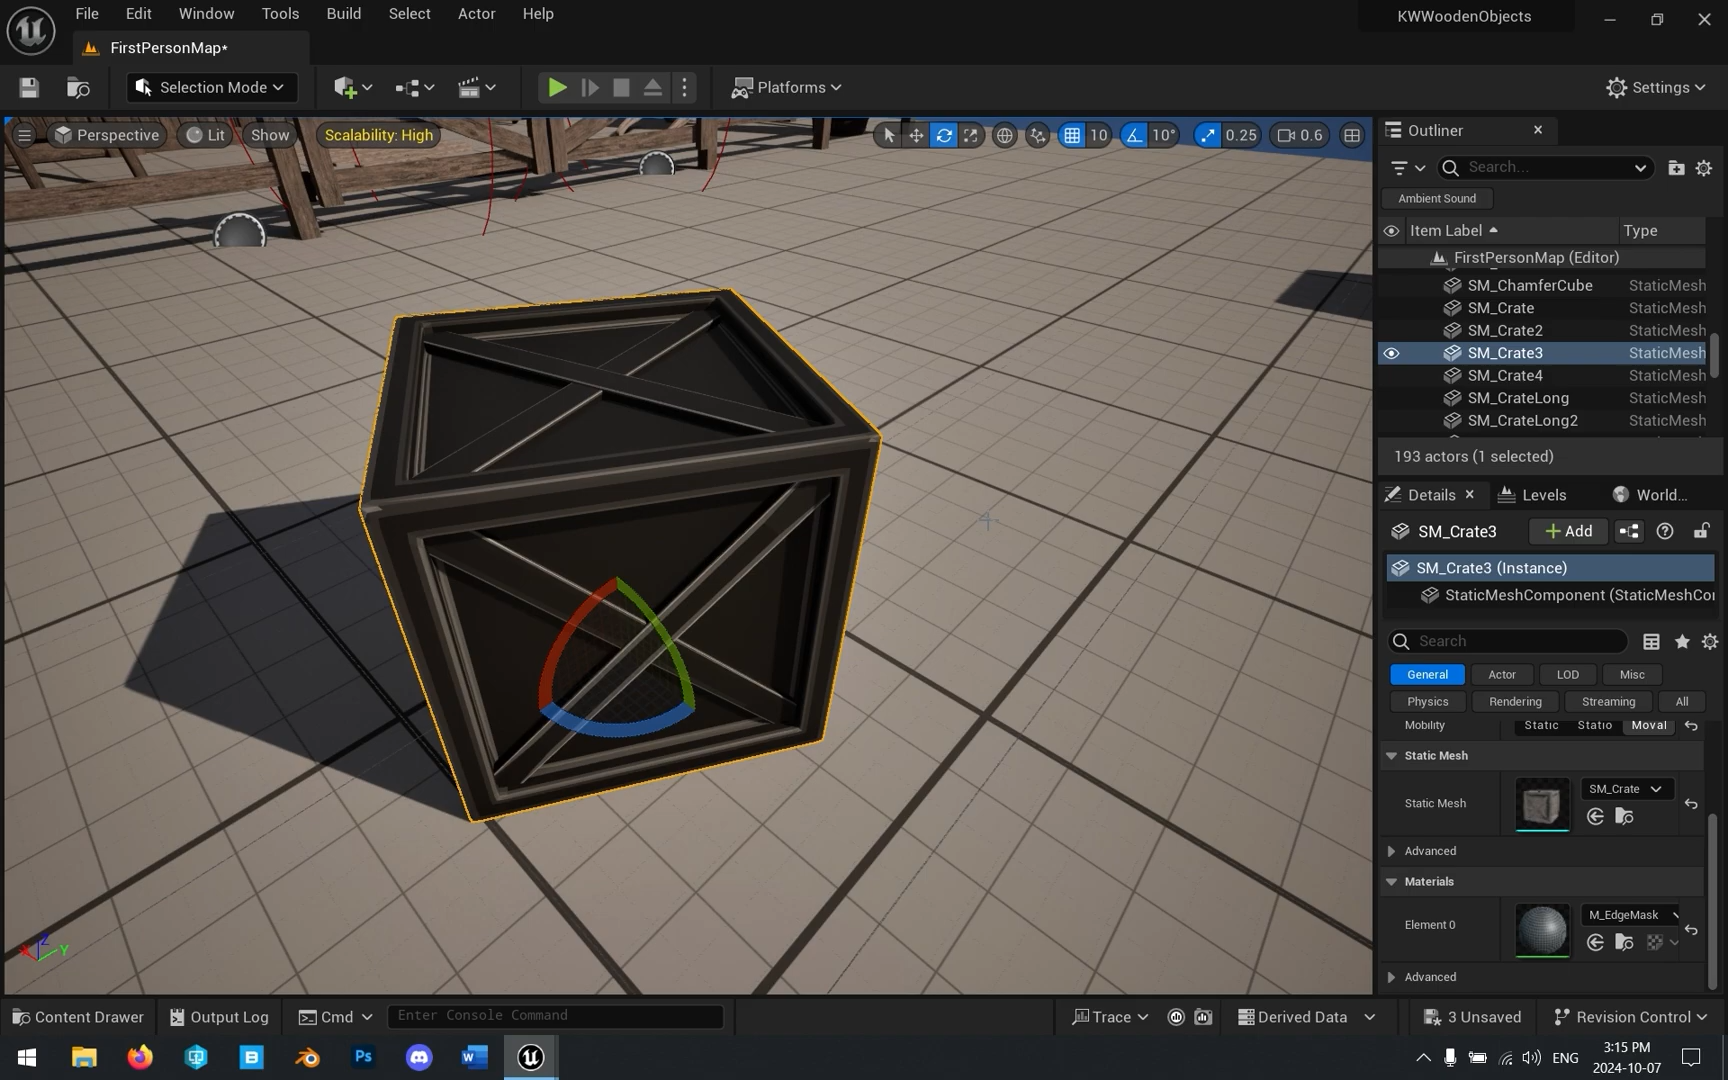 File Edit Window Tools Build Select Actor Help
KWWoodenObjects
FirstPersonMap*
Selection Mode
Platforms
Settings
Perspective Lit Show Scalability: High
10 10° 0.25 0.6
Outliner
Search...
Ambient Sound
Item Label Type
FirstPersonMap (Editor)
SM_ChamferCube StaticMesh
SM_Crate StaticMesh
SM_Crate2 StaticMesh
SM_Crate3 StaticMesh
SM_Crate4 StaticMesh
SM_CrateLong StaticMesh
SM_CrateLong2 StaticMesh
193 actors (1 selected)
Details Levels World...
SM_Crate3 Add
SM_Crate3 (Instance)
StaticMeshComponent (StaticMeshCo
Search
General Actor LOD Misc
Physics Rendering Streaming All
Mobility Static Statio Moval
Static Mesh
Static Mesh SM_Crate
Advanced
Materials
Element 0 M_EdgeMask
Advanced
X Z Y
Content Drawer Output Log Cmd Enter Console Command Trace Derived Data 3 Unsaved Revision Control
B Ps W ENG
3:15 PM
2024-10-07